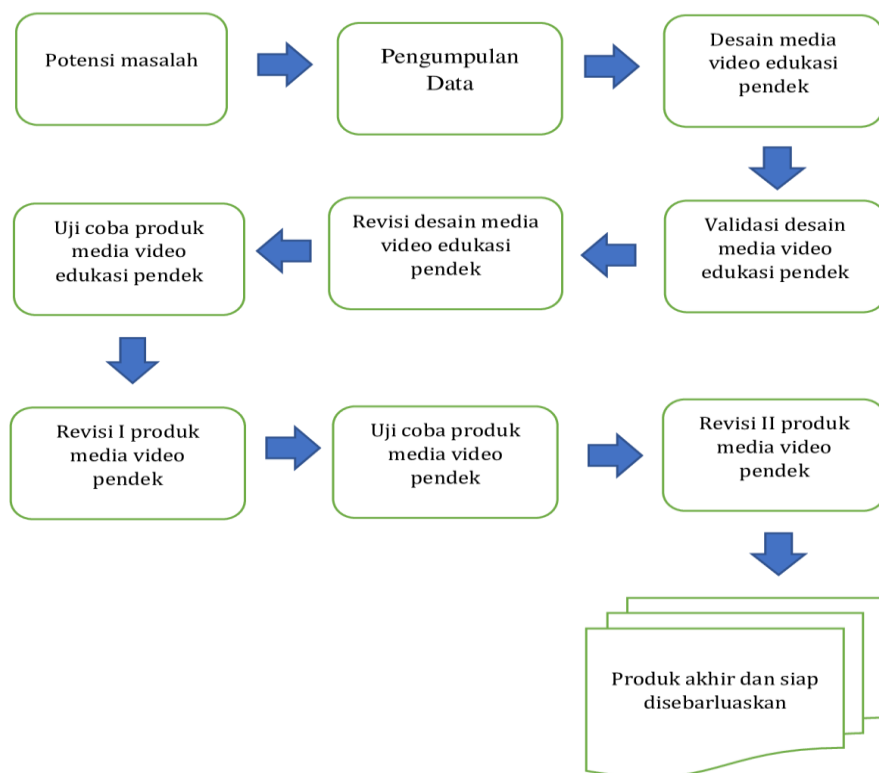 Potensi masalah
Pengumpulan
Data
Desain media
video edukasi
pendek
Validasi desain
media video
edukasi pendek
Revisi desain media
video edukasi
pendek
Uji coba produk
media video
edukasi pendek
Revisi I produk
media video
pendek
Uji coba produk
media video
pendek
Revisi II produk
media video
pendek
Produk akhir dan siap
disebarluaskan